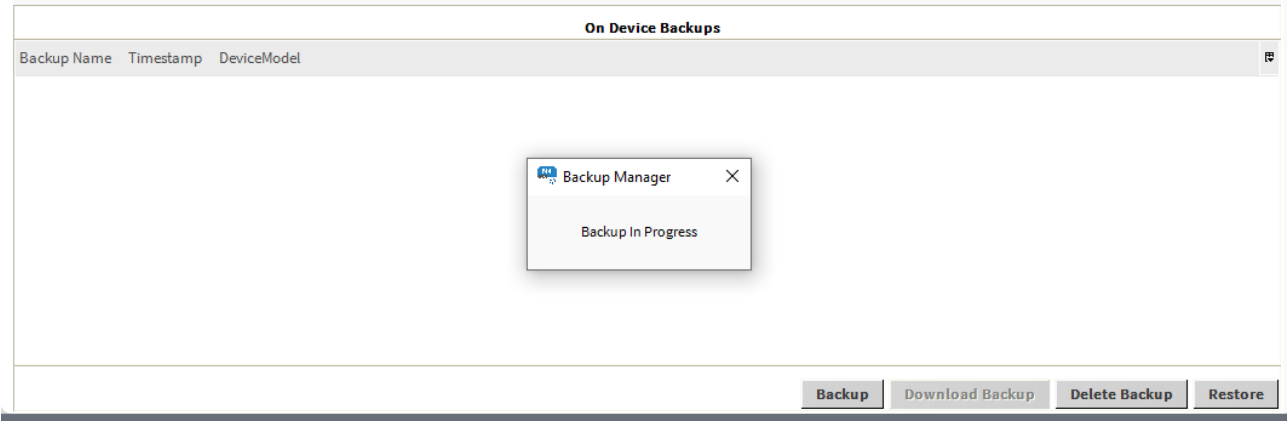 On Device Backups
Backup Name Timestamp DeviceModel
Backup Manager
Backup In Progress
Backup Download Backup Delete Backup Restore